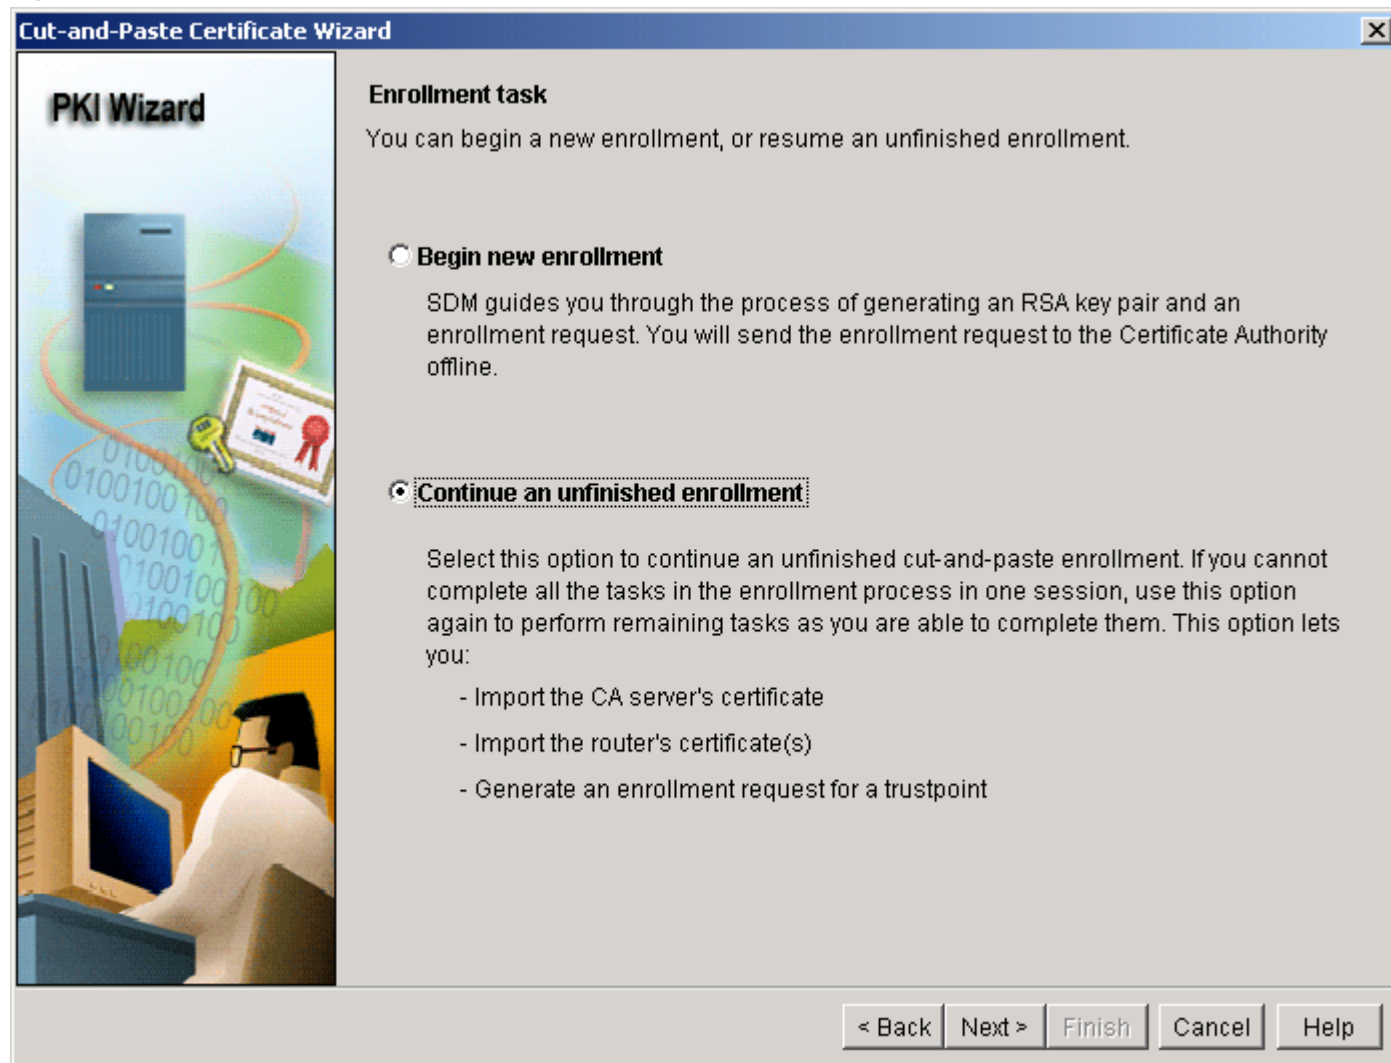 Cut-and-Paste Certificate Wizard
PKI Wizard
Enrollment task
You can begin a new enrollment, or resume an unfinished enrollment.
Begin new enrollment
SDM guides you through the process of generating an RSA key pair and an
enrollment request. You will send the enrollment request to the Certificate Authority
offline.
Continue an unfinished enrollment
Select this option to continue an unfinished cut-and-paste enrollment. If you cannot
complete all the tasks in the enrollment process in one session, use this option
again to perform remaining tasks as you are able to complete them. This option lets
you:
- Import the CA server's certificate
- Import the router's certificate(s)
- Generate an enrollment request for a trustpoint
< Back Next > Finish Cancel Help